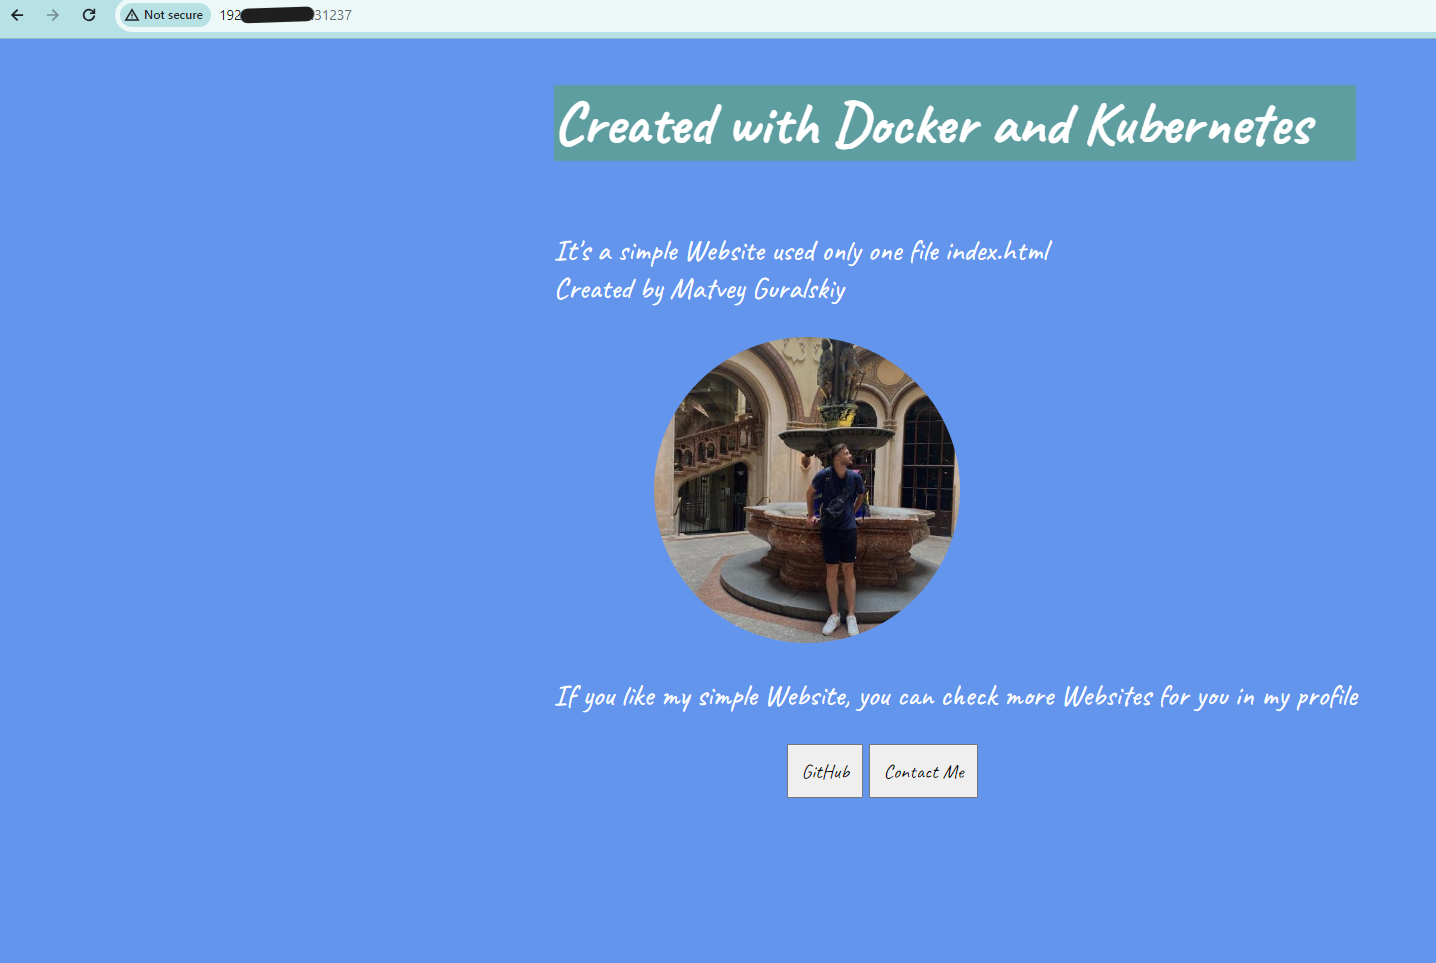 Not secure 192 31237
Created with Docker and Kubernetes
It's a simple Website used only one file index.html
Created by Matvey Guralskiy
If you like my simple Website, you can check more Websites for you in my profile
GitHub Contact Me